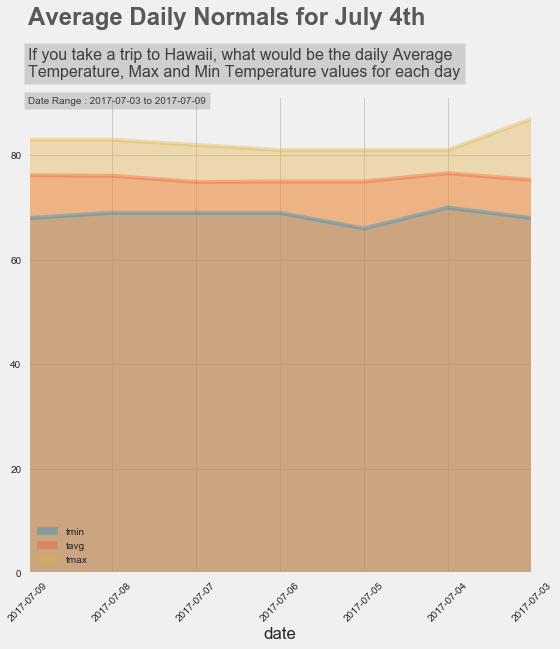 Average Daily Normals for July 4th
If you take a trip to Hawaii, what would be the daily Average
Temperature, Max and Min Temperature values for each day
Date Range : 2017-07-03 to 2017-07-09
80
60
40
20
0
tmin
tavg
tmax
2017-07-09
2017-07-08
2017-07-07
2017-07-06
2017-07-05
2017-07-04
2017-07-03
date